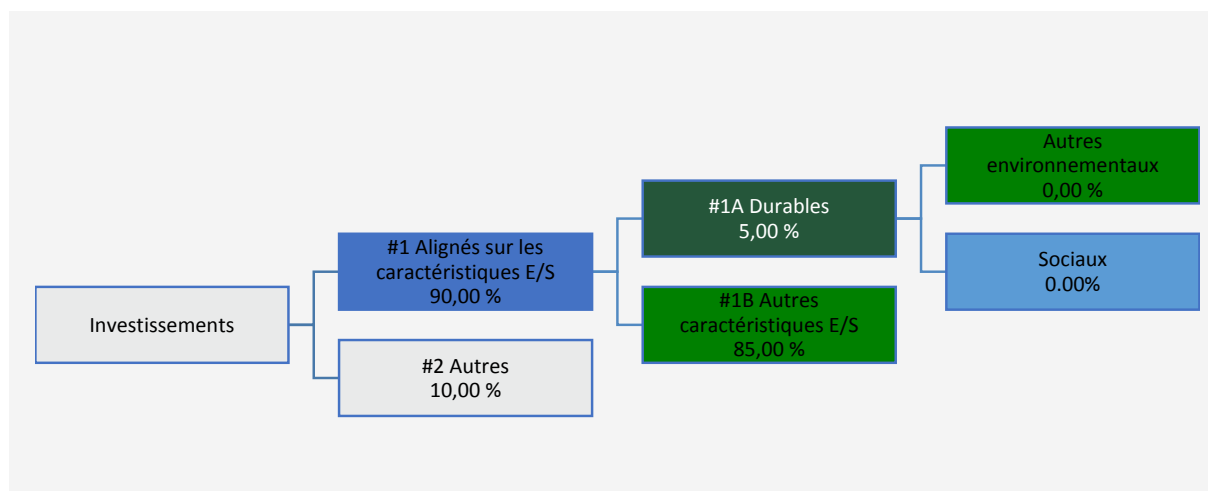 Investissements
#1 Alignés sur les
caractéristiques E/S
90,00 %
#2 Autres
10,00 %
#1A Durables
5,00 %
#1B Autres
caractéristiques E/S
85,00 %
Autres
environnementaux
0,00 %
Sociaux
0.00%